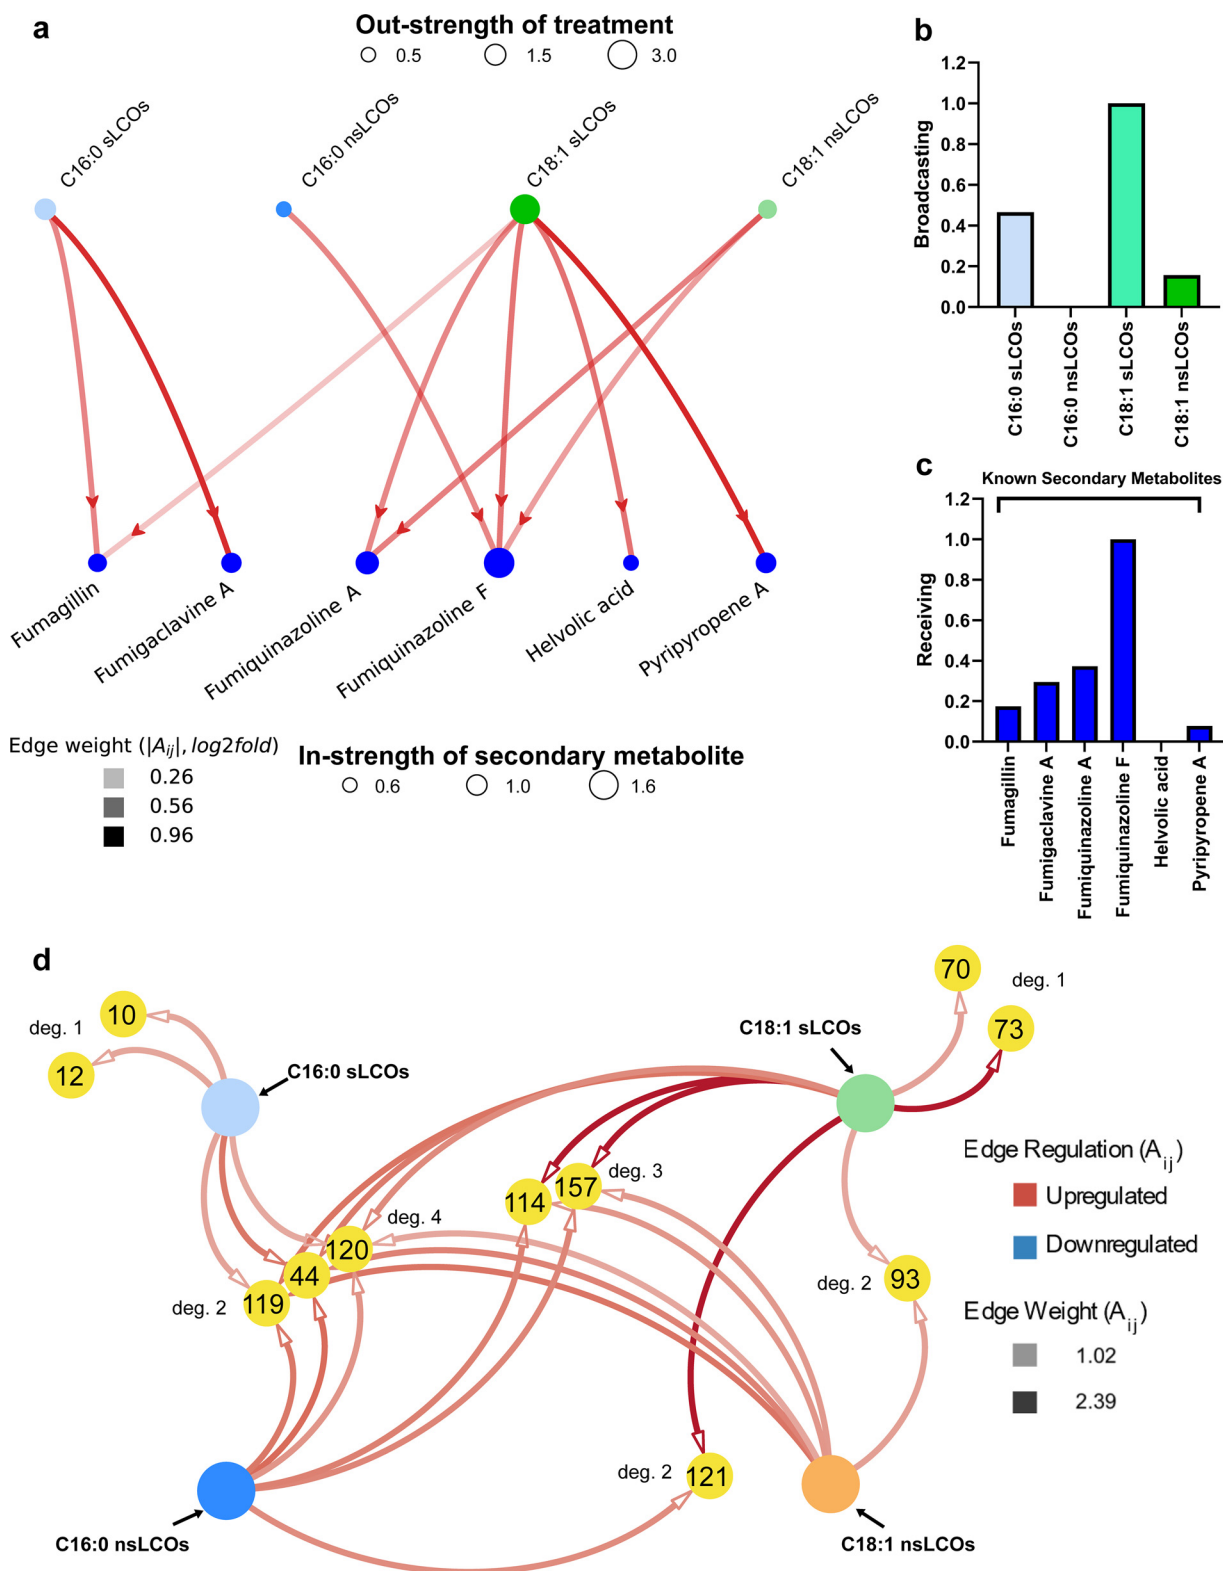 a
Out-strength of treatment
0.5 1.5 3.0
C16:0 sLCOs
C16:0 nsLCOs
C18:1 sLCOs
C18:1 nsLCOs
Fumagillin
Fumigaclavine A
Fumiquinazoline A
Fumiquinazoline F
Helvolic acid
Pyripyropene A
Edge weight (|Aij|, log2fold)
0.26
0.56
0.96
In-strength of secondary metabolite
0.6 1.0 1.6
b
Broadcasting
1.2
1.0
0.8
0.6
0.4
0.2
0.0
C16:0 sLCOs
C16:0 nsLCOs
C18:1 sLCOs
C18:1 nsLCOs
c
Known Secondary Metabolites
Receiving
1.2
1.0
0.8
0.6
0.4
0.2
0.0
Fumagillin
Fumigaclavine A
Fumiquinazoline A
Fumiquinazoline F
Helvolic acid
Pyripyropene A
d
10
deg. 1
12
C16:0 sLCOs
C18:1 sLCOs
70
deg. 1
73
114
157
deg. 3
deg. 4
120
44
119
deg. 2
deg. 2
93
deg. 2
121
C16:0 nsLCOs
C18:1 nsLCOs
Edge Regulation (Aij)
Upregulated
Downregulated
Edge Weight (Aij)
1.02
2.39